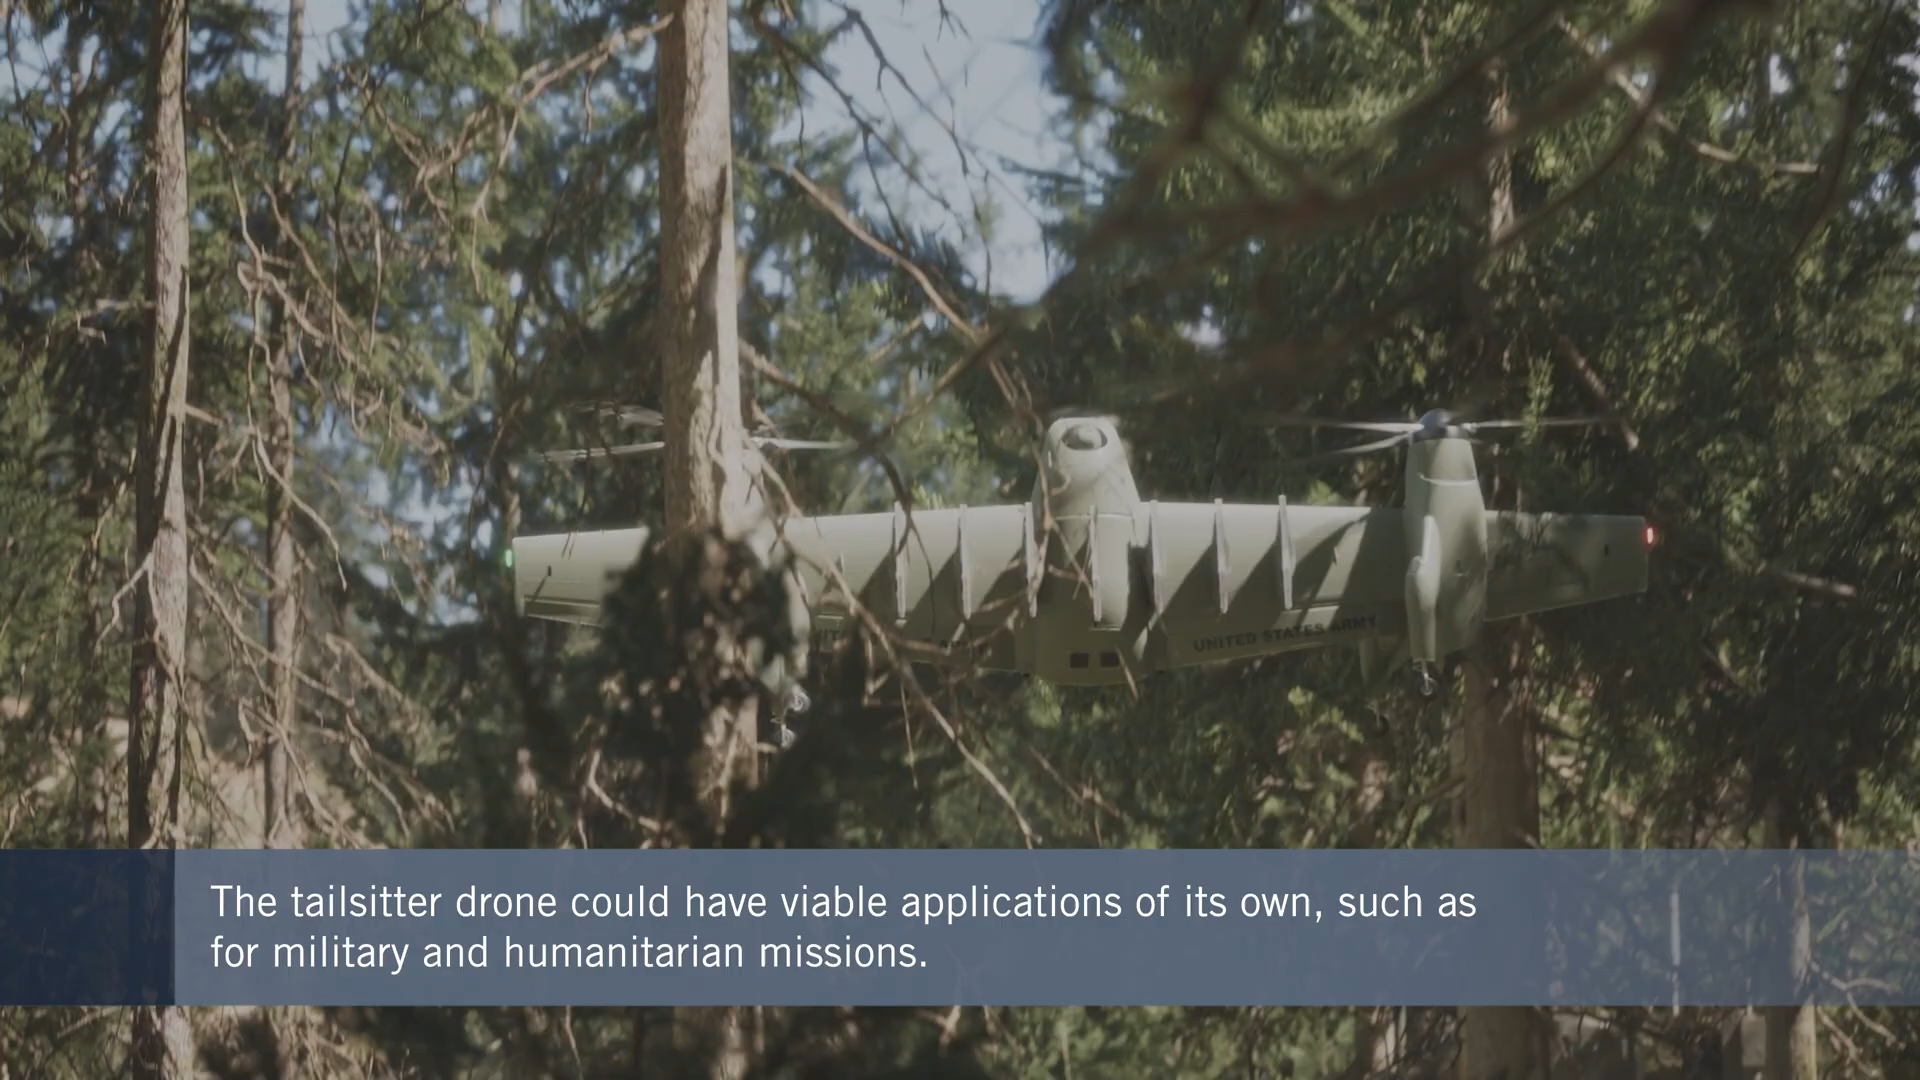 UNITED STATES ARMY
The tailsitter drone could have viable applications of its own, such as
for military and humanitarian missions.